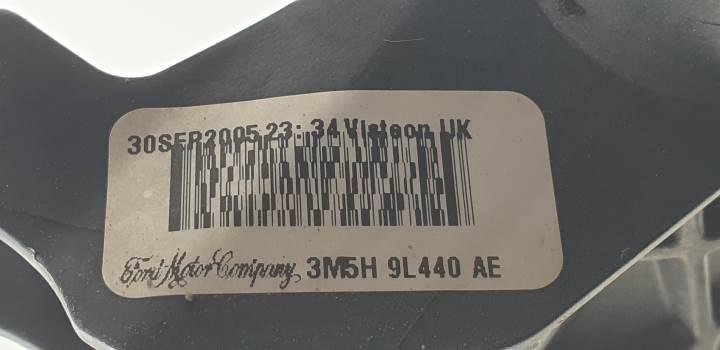 30SEP2005 23:34 Visteon UK
Ford Motor Company 3M5H 9L440 AE